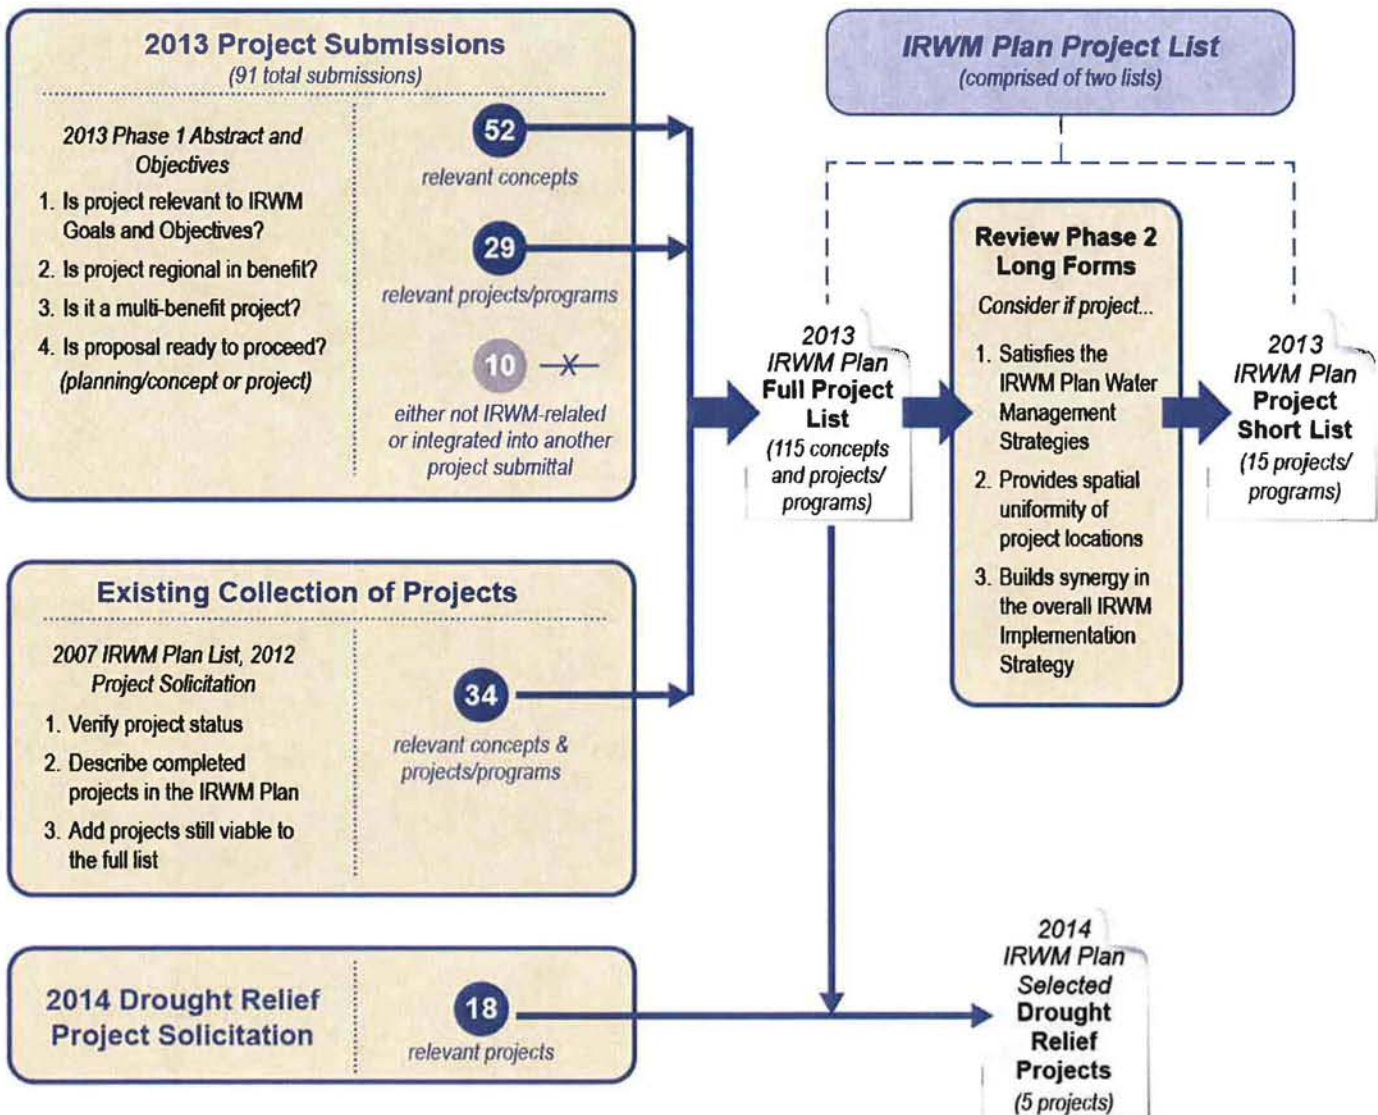 2013 Project Submissions
(91 total submissions)
2013 Phase 1 Abstract and
Objectives
1. Is project relevant to IRWM
Goals and Objectives?
2. Is project regional in benefit?
3. Is it a multi-benefit project?
4. Is proposal ready to proceed?
(planning/concept or project)
52
relevant concepts
29
relevant projects/programs
10
either not IRWM-related
or integrated into another
project submittal
Existing Collection of Projects
2007 IRWM Plan List, 2012
Project Solicitation
1. Verify project status
2. Describe completed
projects in the IRWM Plan
3. Add projects still viable to
the full list
34
relevant concepts &
projects/programs
2014 Drought Relief
Project Solicitation
18
relevant projects
IRWM Plan Project List
(comprised of two lists)
2013
IRWM Plan
Full Project
List
(115 concepts
and projects/
programs)
Review Phase 2
Long Forms
Consider if project...
1. Satisfies the
IRWM Plan Water
Management
Strategies
2. Provides spatial
uniformity of
project locations
3. Builds synergy in
the overall IRWM
Implementation
Strategy
2013
IRWM Plan
Project
Short List
(15 projects/
programs)
2014
IRWM Plan
Selected
Drought
Relief
Projects
(5 projects)